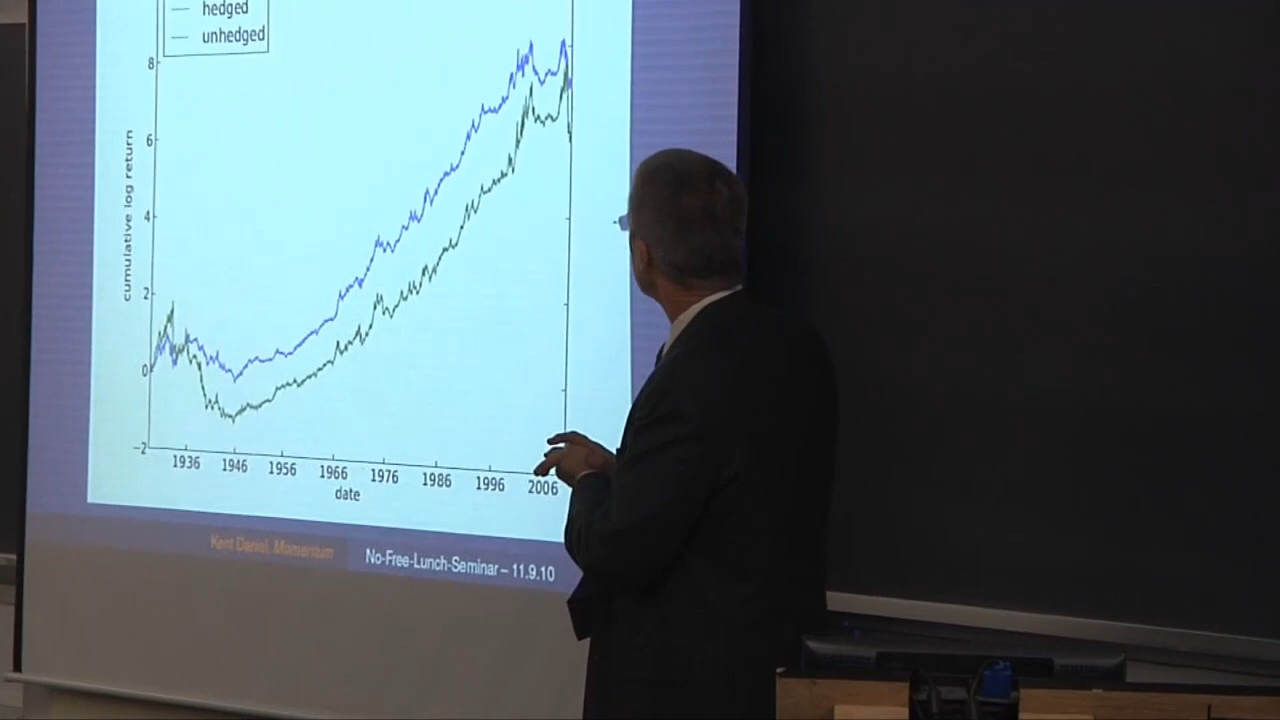 hedged
unhedged
8
6
4
2
0
−2
cumulative log return
1936 1946 1956 1966 1976 1986 1996 2006
date
Kent Daniel, Momentum
No-Free-Lunch-Seminar – 11.9.10